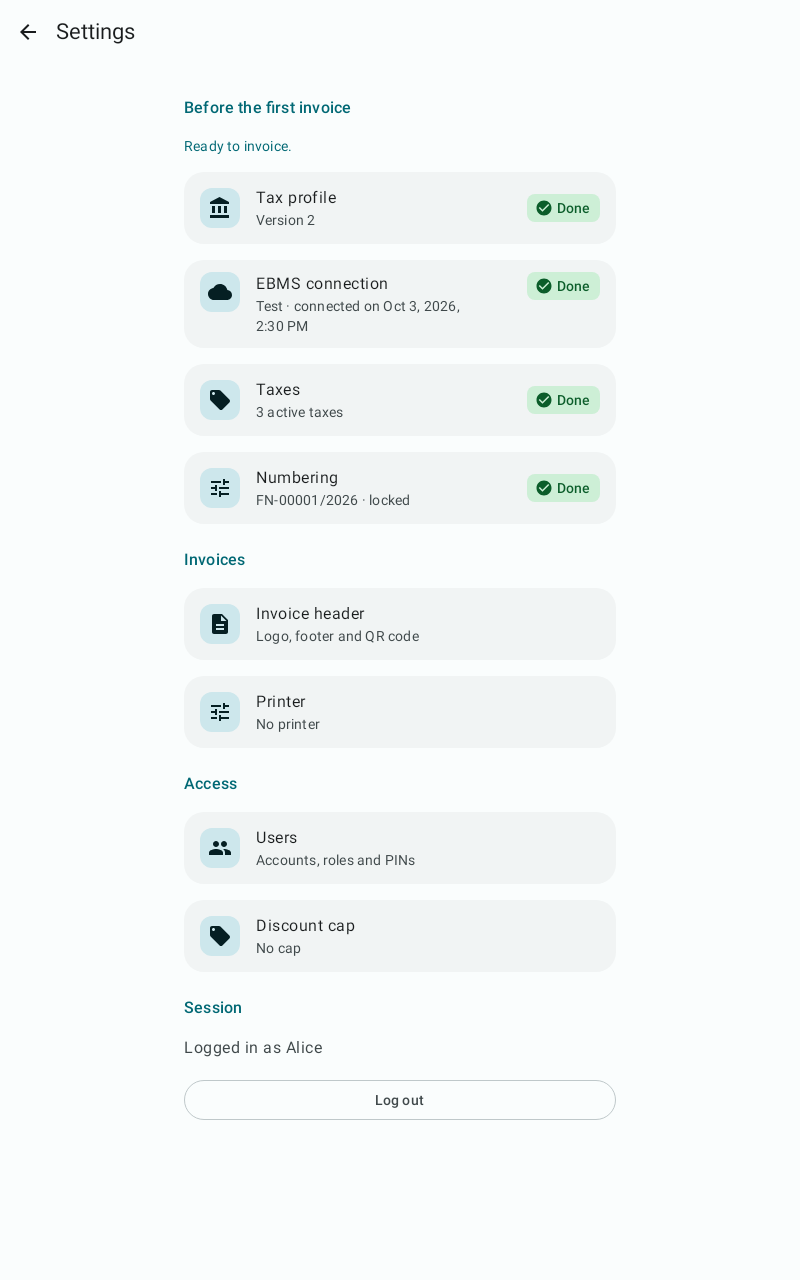 Settings
Before the first invoice
Ready to invoice.
Tax profile
Version 2
Done
EBMS connection
Test · connected on Oct 3, 2026,
2:30 PM
Done
Taxes
3 active taxes
Done
Numbering
FN-00001/2026 · locked
Done
Invoices
Invoice header
Logo, footer and QR code
Printer
No printer
Access
Users
Accounts, roles and PINs
Discount cap
No cap
Session
Logged in as Alice
Log out